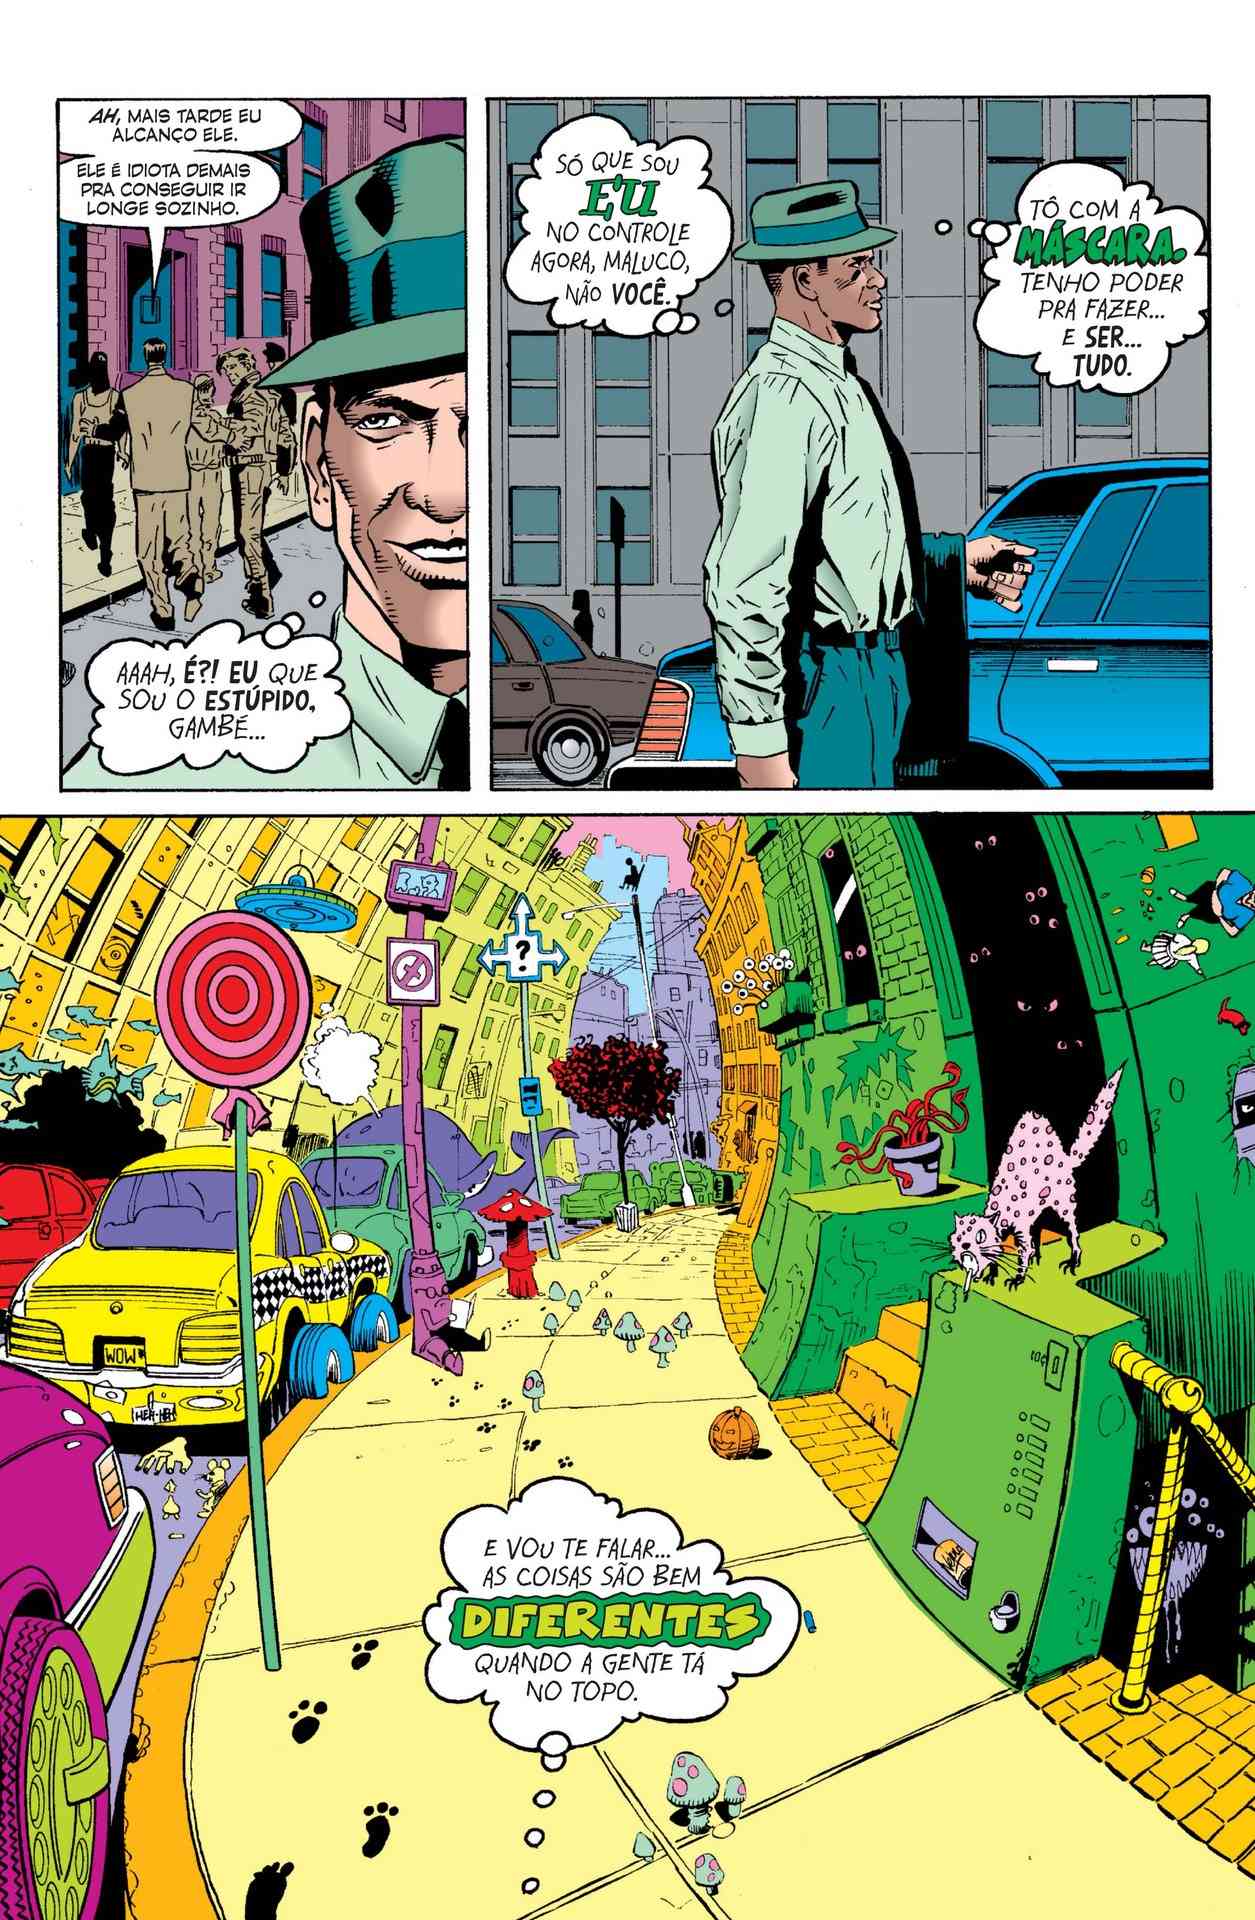 AH, MAIS TARDE EU
ALCANÇO ELE.
ELE É IDIOTA DEMAIS
PRA CONSEGUIR IR
LONGE SOZINHO.
AAAH, É?! EU QUE
SOU O ESTÚPIDO,
GAMBÉ...
SÓ QUE SOU
EU
NO CONTROLE
AGORA, MALUCO,
NÃO VOCÊ.
TÔ COM A
MÁSCARA.
TENHO PODER
PRA FAZER...
E SER...
TUDO.
?
WOW*
HEH-HEH
E VOU TE FALAR...
AS COISAS SÃO BEM
DIFERENTES
QUANDO A GENTE TÁ
NO TOPO.